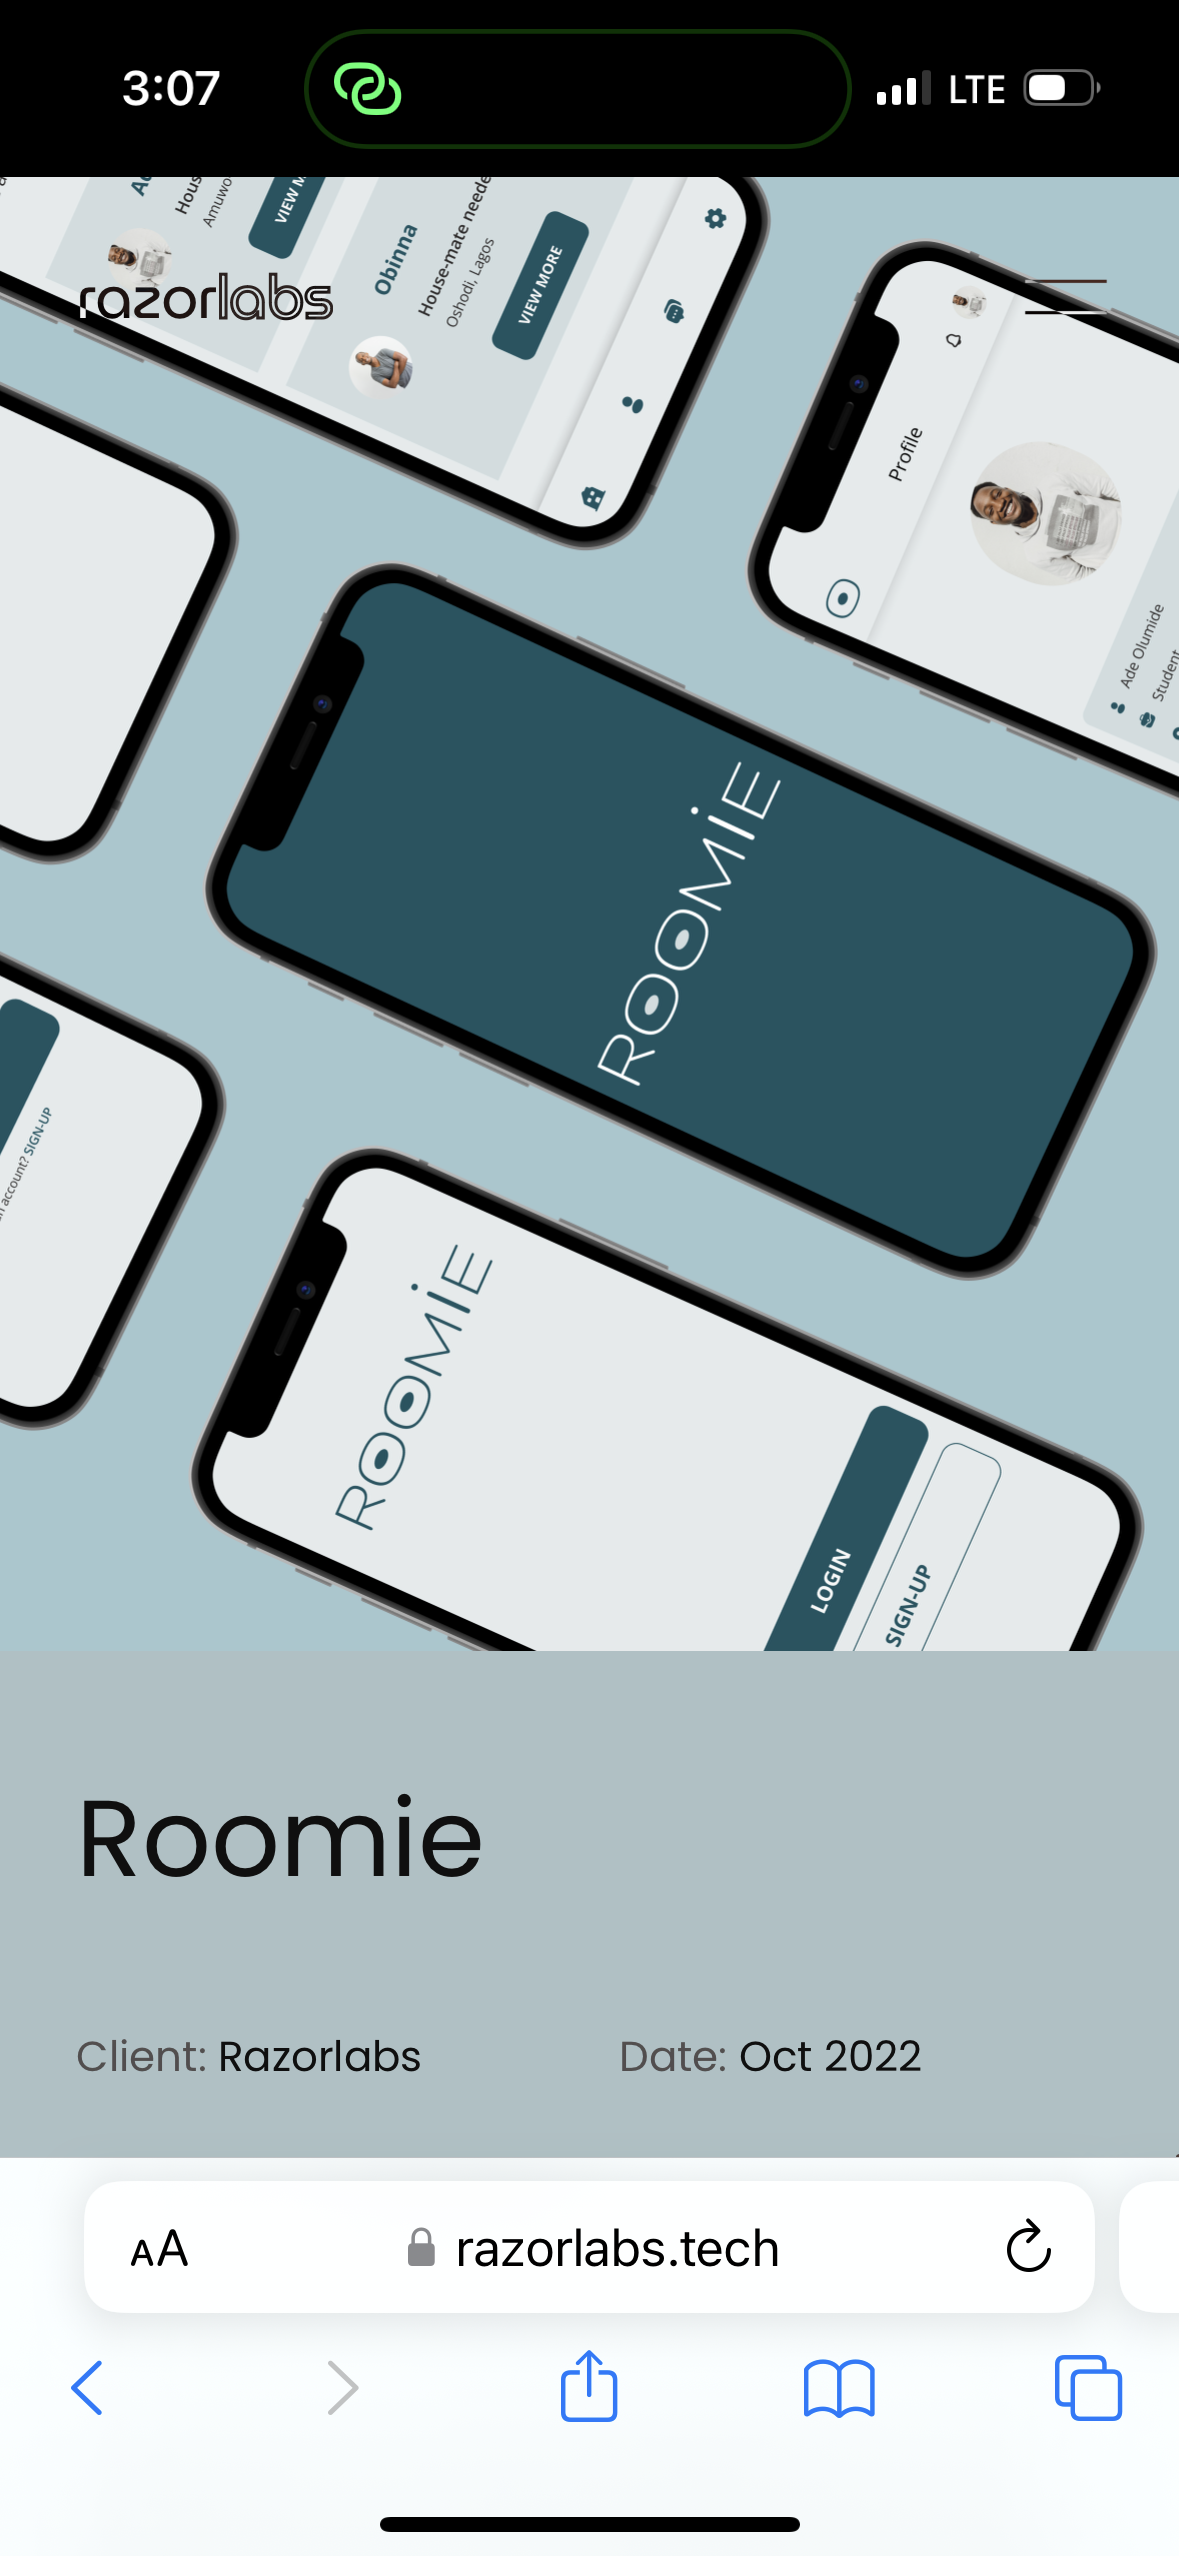 3:07
LTE
VIEW M
Obinna
House-mate neede
Oshodi, Lagos
VIEW MORE
razorlabs
Profile
Ade Olumide
Student
ROOMIE
account? SIGN-UP
ROOMIE
LOGIN
SIGN-UP
Roomie
Client: Razorlabs
Date: Oct 2022
AA
razorlabs.tech